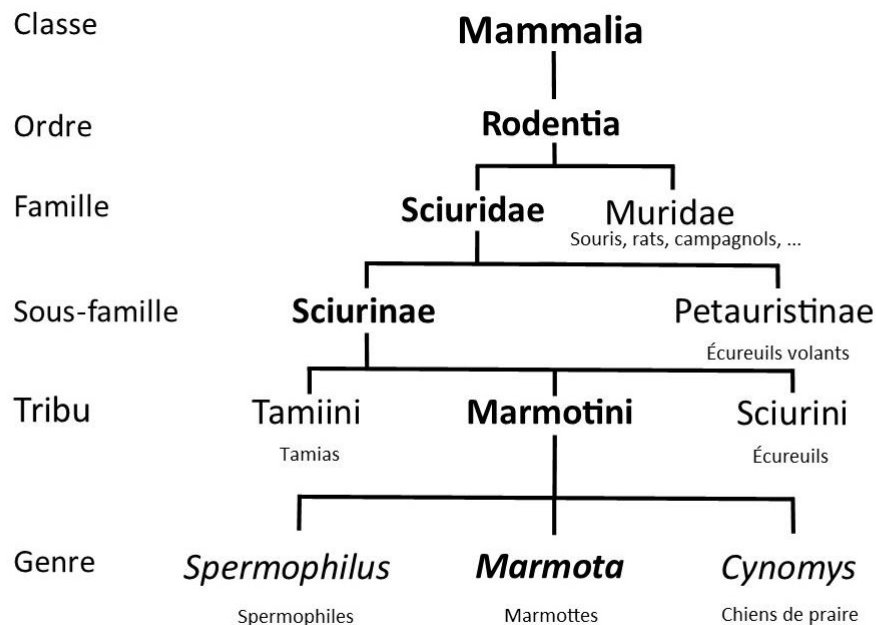 Classe Mammalia
Ordre Rodentia
Famille Sciuridae Muridae
Souris, rats, campagnols, ...
Sous-famille Sciurinae Petauristinae
Écureuils volants
Tribu Tamiini Marmotini Sciurini
Tamias Écureuils
Genre Spermophilus Marmota Cynomys
Spermophiles Marmottes Chiens de praire